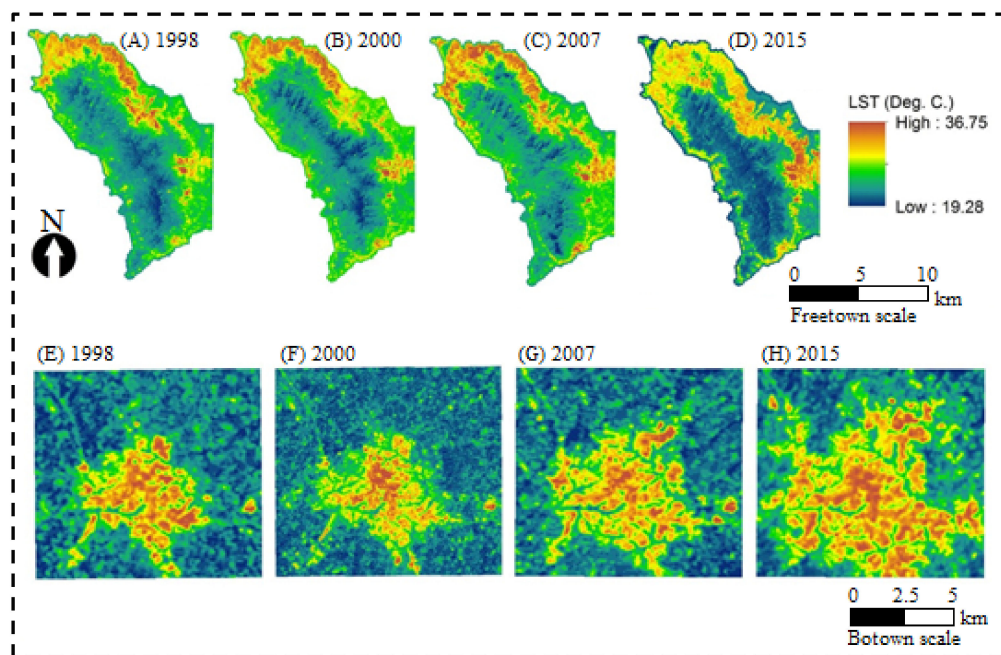 (A) 1998
(B) 2000
(C) 2007
(D) 2015
LST (Deg. C.)
High : 36.75
Low : 19.28
N
0 5 10
km
Freetown scale
(E) 1998
(F) 2000
(G) 2007
(H) 2015
0 2.5 5
km
Botown scale